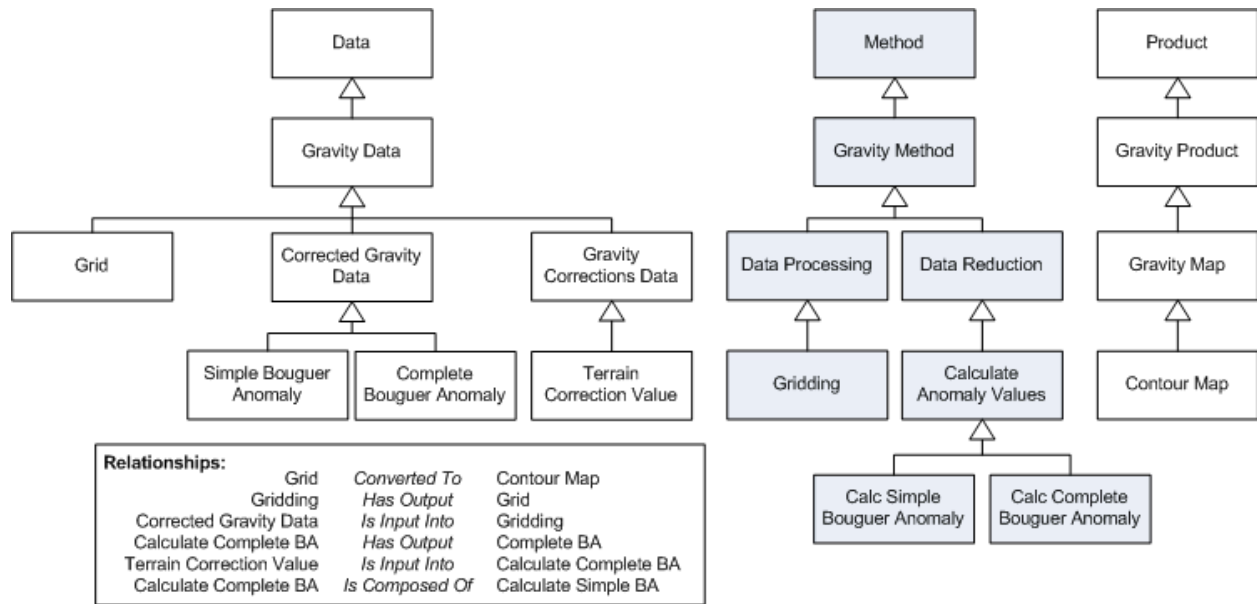 Data
Method
Product
Gravity Data
Gravity Method
Gravity Product
Grid
Corrected Gravity
Data
Gravity
Corrections Data
Data Processing
Data Reduction
Gravity Map
Simple Bouguer
Anomaly
Complete
Bouguer Anomaly
Terrain
Correction Value
Gridding
Calculate
Anomaly Values
Contour Map
Calc Simple
Bouguer Anomaly
Calc Complete
Bouguer Anomaly
Relationships:
Grid Converted To Contour Map
Gridding Has Output Grid
Corrected Gravity Data Is Input Into Gridding
Calculate Complete BA Has Output Complete BA
Terrain Correction Value Is Input Into Calculate Complete BA
Calculate Complete BA Is Composed Of Calculate Simple BA